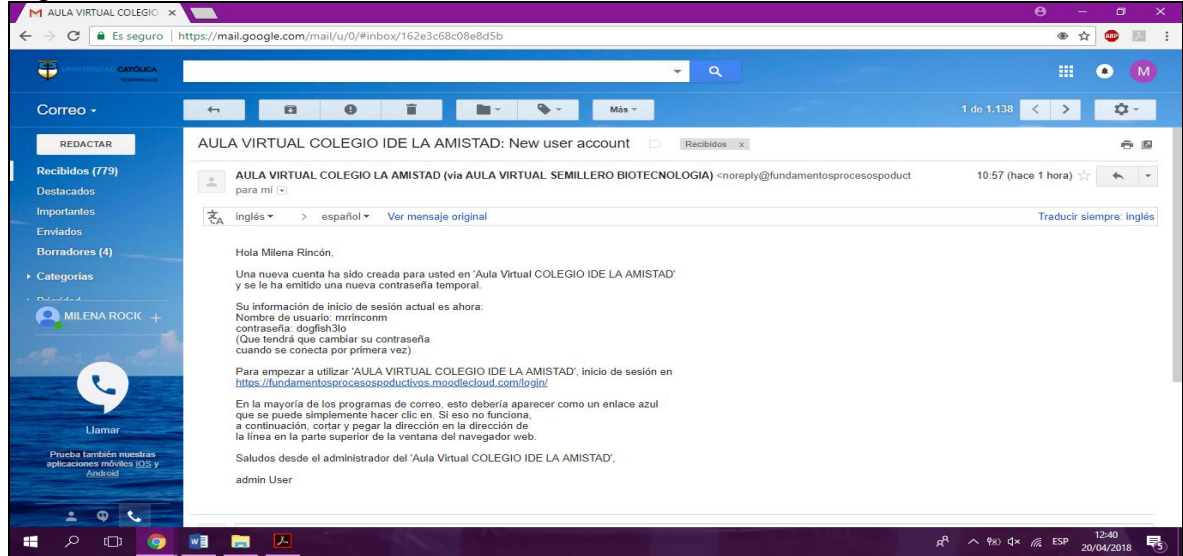 AULA VIRTUAL COLEGIO
Es seguro
https://mail.google.com/mail/u/0/#inbox/162e3c68c08e8d5b
ABP
UNIVERSIDAD CATÓLICA
M
Correo
Más
1 de 1.138
REDACTAR
AULA VIRTUAL COLEGIO IDE LA AMISTAD: New user account
Recibidos x
Recibidos (779)
Destacados
Importantes
Enviados
Borradores (4)
Categorías
Prioridad
MILENA ROCIC +
Llamar
Prueba también nuestras
aplicaciones móviles iOS y
Android
AULA VIRTUAL COLEGIO LA AMISTAD (via AULA VIRTUAL SEMILLERO BIOTECNOLOGIA) <noreply@fundamentosprocesospoduct
10:57 (hace 1 hora)
para mí
inglés > español Ver mensaje original
Traducir siempre: inglés
Hola Milena Rincón,
Una nueva cuenta ha sido creada para usted en 'Aula Virtual COLEGIO IDE LA AMISTAD'
y se le ha emitido una nueva contraseña temporal.
Su información de inicio de sesión actual es ahora:
Nombre de usuario: mrrinconm
contraseña: dogfish3lo
(Que tendrá que cambiar su contraseña
cuando se conecta por primera vez)
Para empezar a utilizar 'AULA VIRTUAL COLEGIO IDE LA AMISTAD', inicio de sesión en
https://fundamentosprocesospoductivos.moodlecloud.com/login/
En la mayoría de los programas de correo, esto debería aparecer como un enlace azul
que se puede simplemente hacer clic en. Si eso no funciona,
a continuación, cortar y pegar la dirección en la dirección de
la línea en la parte superior de la ventana del navegador web.
Saludos desde el administrador del 'Aula Virtual COLEGIO IDE LA AMISTAD',
admin User
ESP
12:40
20/04/2018
5